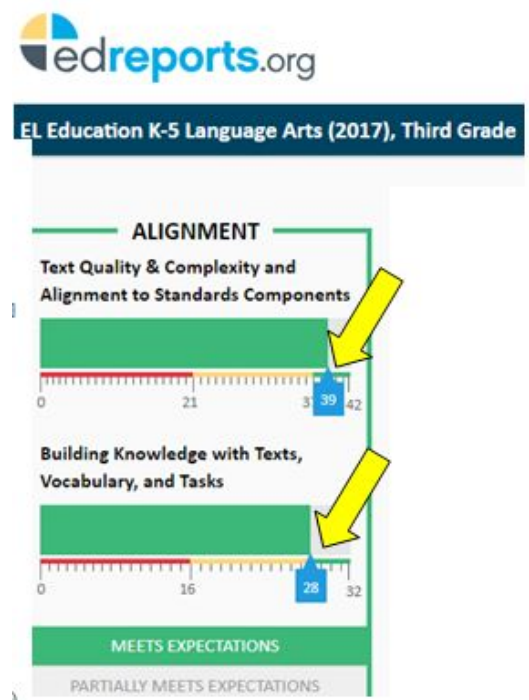 edreports.org
EL Education K-5 Language Arts (2017), Third Grade
ALIGNMENT
Text Quality & Complexity and
Alignment to Standards Components
0 21 39 42
Building Knowledge with Texts,
Vocabulary, and Tasks
0 16 28 32
MEETS EXPECTATIONS
PARTIALLY MEETS EXPECTATIONS